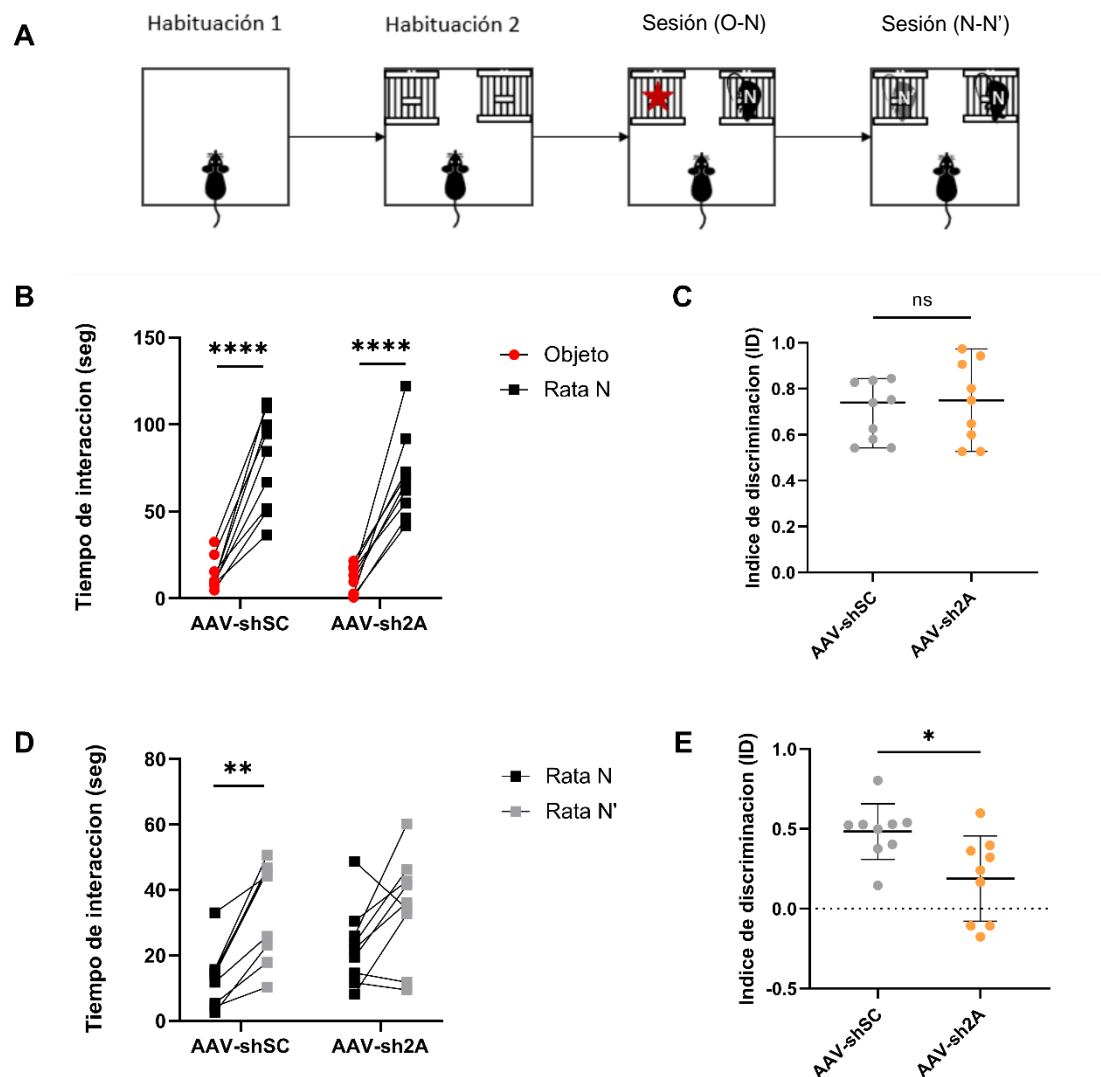 A
Habituación 1
Habituación 2
Sesión (O-N)
Sesión (N-N’)
N
N
N
B
Tiempo de interaccion (seg)
150
100
50
0
****
****
AAV-shSC
AAV-sh2A
Objeto
Rata N
C
Indice de discriminacion (ID)
ns
1.0
0.8
0.6
0.4
0.2
0.0
AAV-shSC
AAV-sh2A
D
Tiempo de interaccion (seg)
80
60
40
20
0
**
AAV-shSC
AAV-sh2A
Rata N
Rata N'
E
Indice de discriminacion (ID)
*
1.0
0.5
0.0
-0.5
AAV-shSC
AAV-sh2A